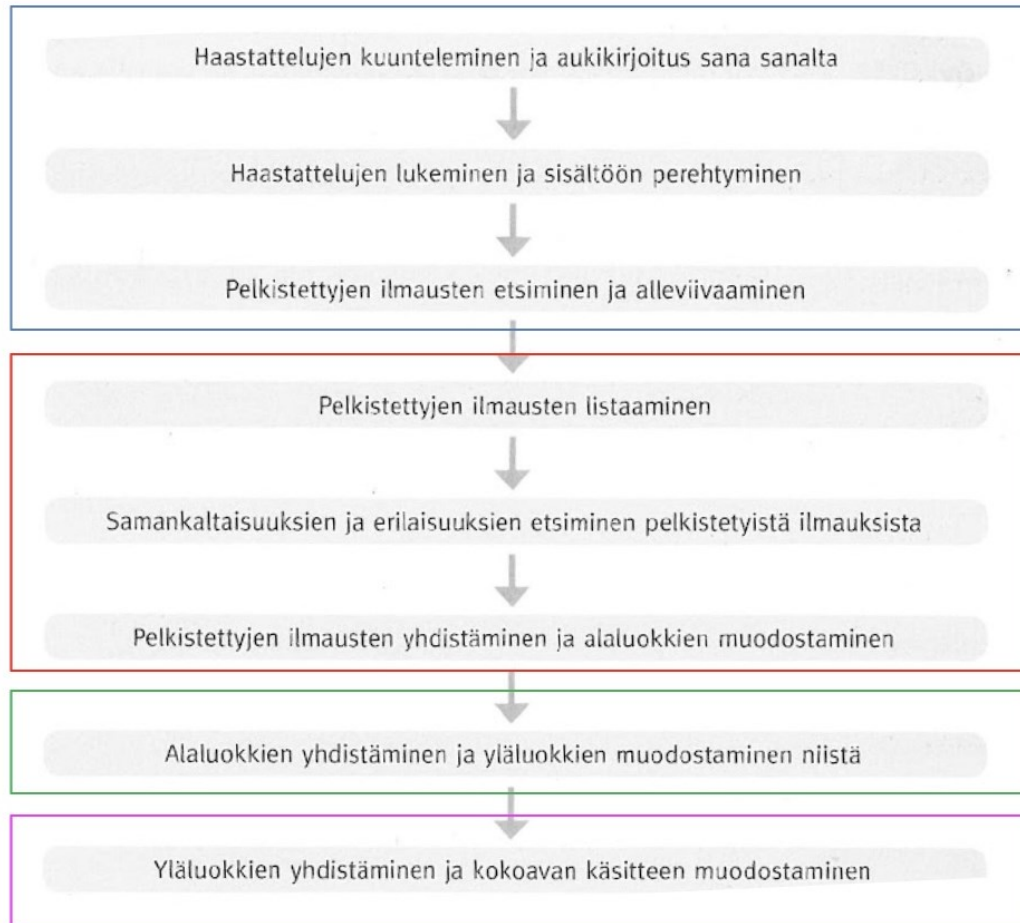 Haastattelujen kuunteleminen ja aukikirjoitus sana sanalta
Haastattelujen lukeminen ja sisältöön perehtyminen
Pelkistettyjen ilmausten etsiminen ja alleviivaaminen
Pelkistettyjen ilmausten listaaminen
Samankaltaisuuksien ja erilaisuuksien etsiminen pelkistetyistä ilmauksista
Pelkistettyjen ilmausten yhdistäminen ja alaluokkien muodostaminen
Alaluokkien yhdistäminen ja yläluokkien muodostaminen niistä
Yläluokkien yhdistäminen ja kokoavan käsitteen muodostaminen